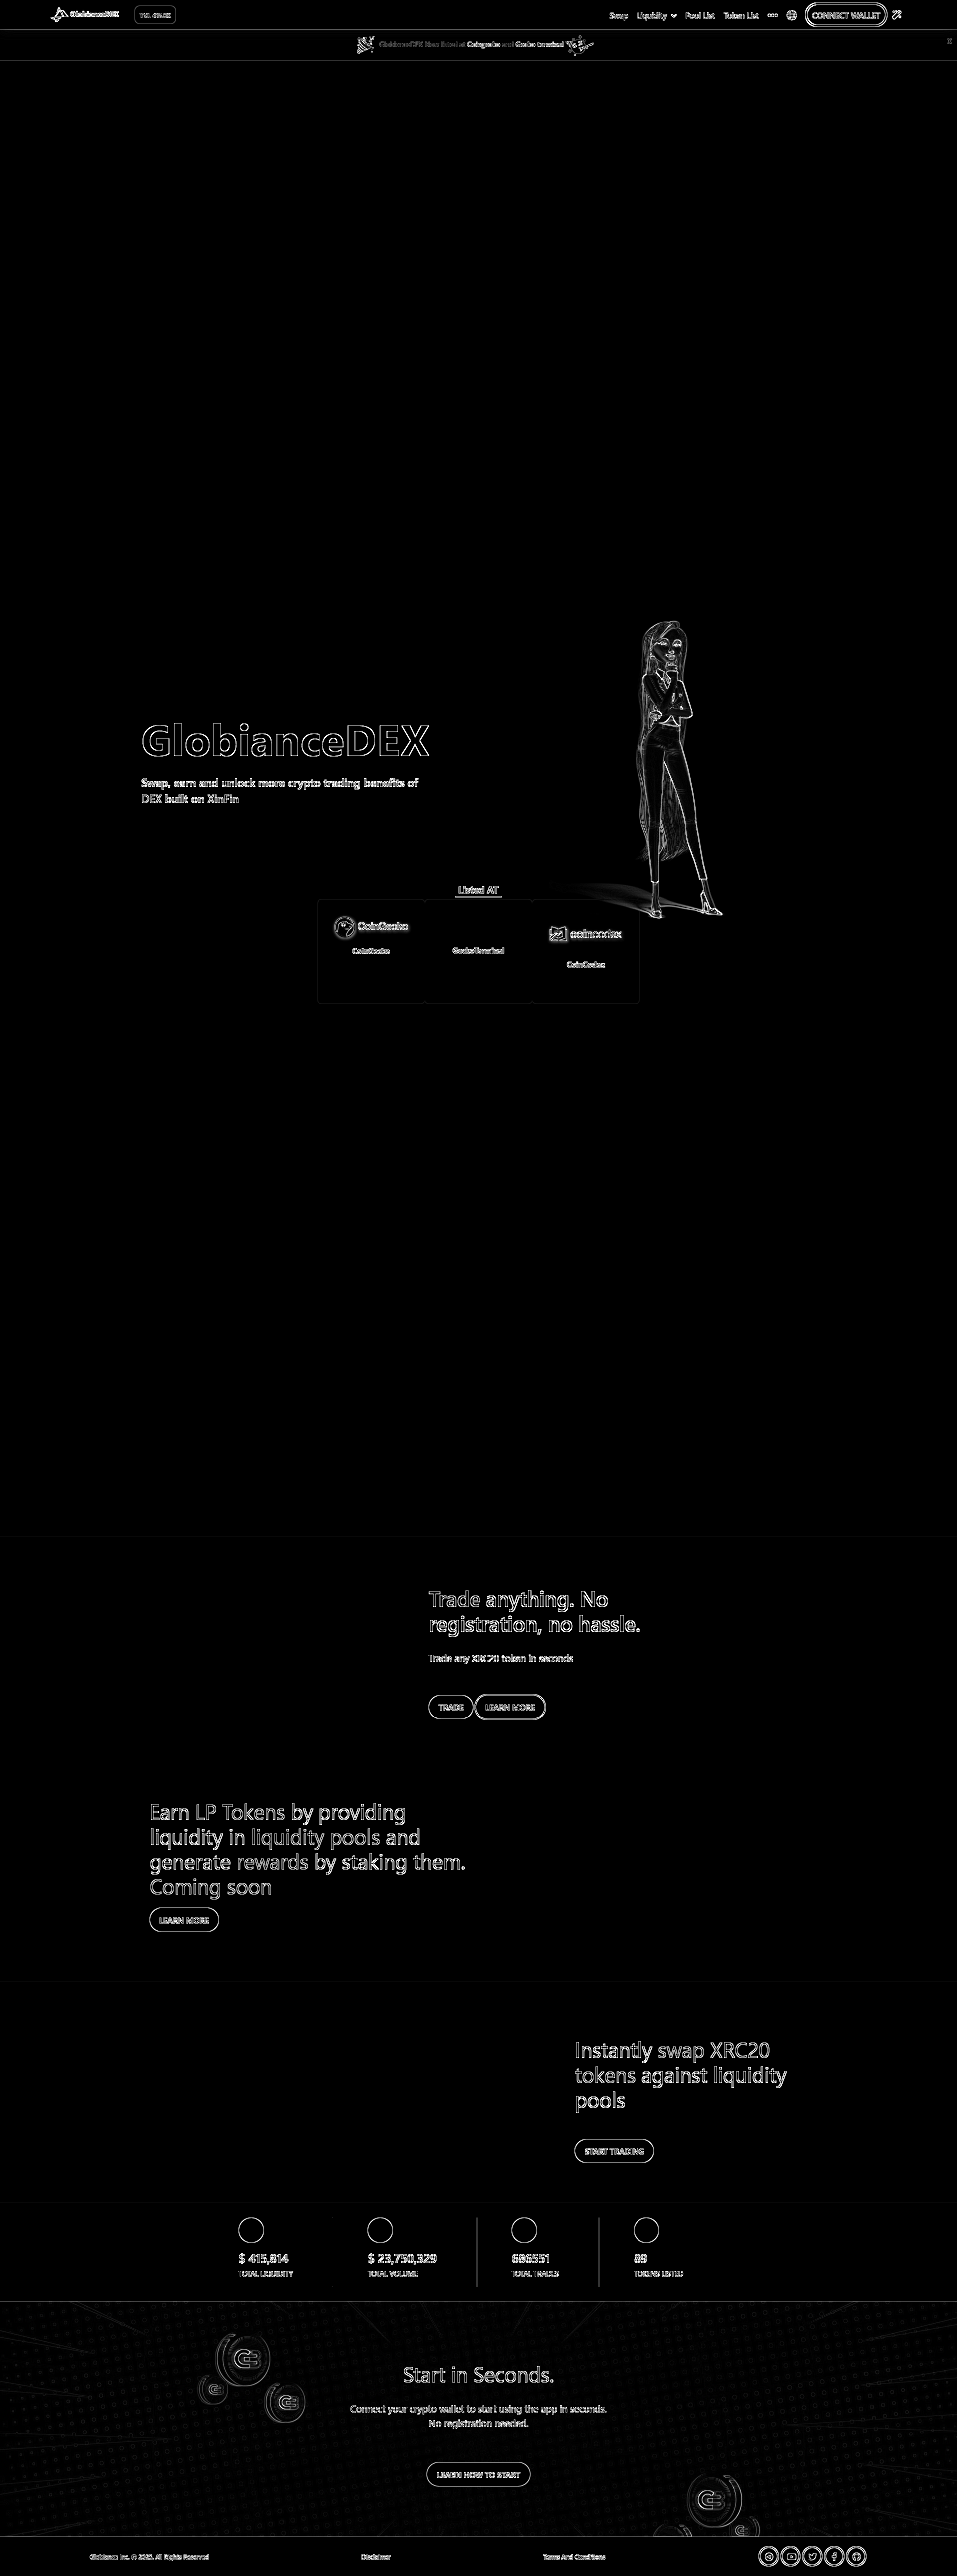 GlobianceDEX
Swap
Liquidity
Pool List
Token List
CONNECT WALLET
GlobianceDEX Now listed at Coingecko and Gecko terminal
GlobianceDEX
Swap, earn and unlock more crypto trading benefits of
DEX built on XinFin
Listed AT
CoinGecko
coincodex
CoinGecko
GeckoTerminal
CoinCodex
Trade anything. No
registration, no hassle.
Trade any XRC20 token in seconds
TRADE
LEARN MORE
Earn LP Tokens by providing
liquidity in liquidity pools and
generate rewards by staking them.
Coming soon
LEARN MORE
Instantly swap XRC20
tokens against liquidity
pools
START TRADING
$ 415,814
TOTAL LIQUIDITY
$ 23,750,329
TOTAL VOLUME
686551
TOTAL TRADES
89
TOKENS LISTED
Start in Seconds.
Connect your crypto wallet to start using the app in seconds.
No registration needed.
LEARN HOW TO START
Globiance Inc. © 2023. All Rights Reserved
Disclaimer
Terms And Conditions